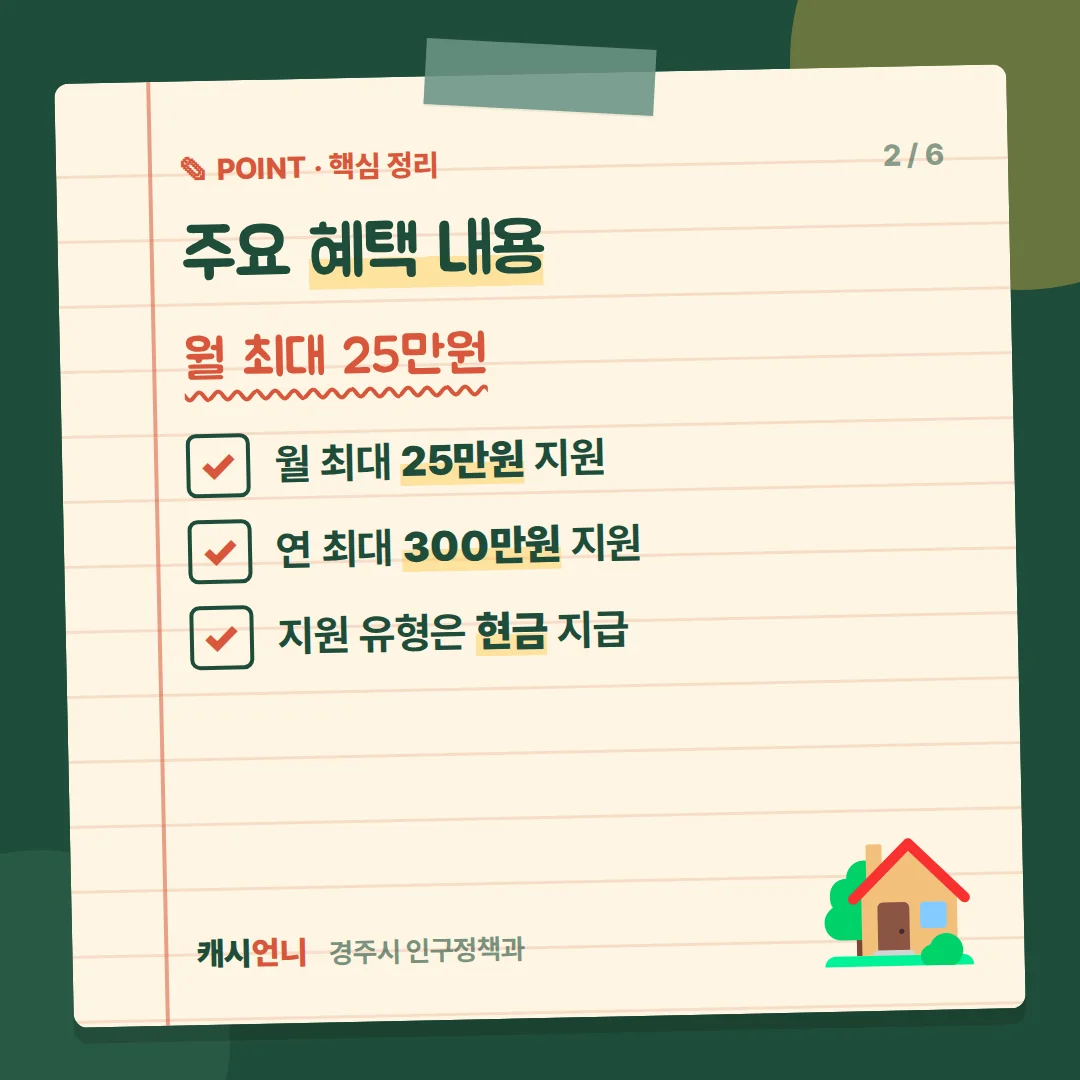 POINT · 핵심 정리
2 / 6
주요 혜택 내용
월 최대 25만원
월 최대 25만원 지원
연 최대 300만원 지원
지원 유형은 현금 지급
캐시언니 경주시 인구정책과